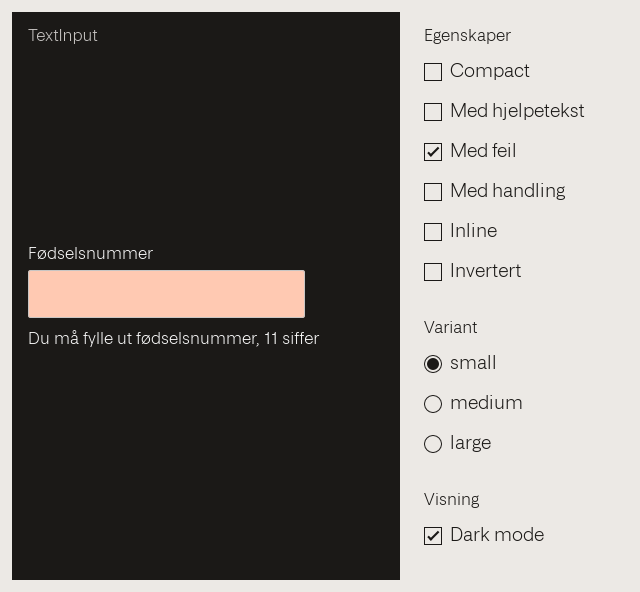 TextInput
Fødselsnummer
Du må fylle ut fødselsnummer, 11 siffer
Egenskaper
Compact
Med hjelpetekst
Med feil
Med handling
Inline
Invertert
Variant
small
medium
large
Visning
Dark mode